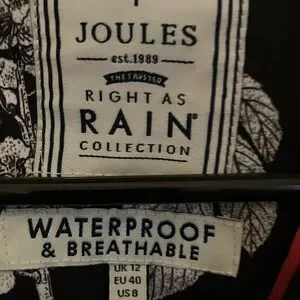 JOULES
est.1989
THE TRUSTED
RIGHT AS
RAIN®
COLLECTION
WATERPROOF
& BREATHABLE
UK 12
EU 40
US 8